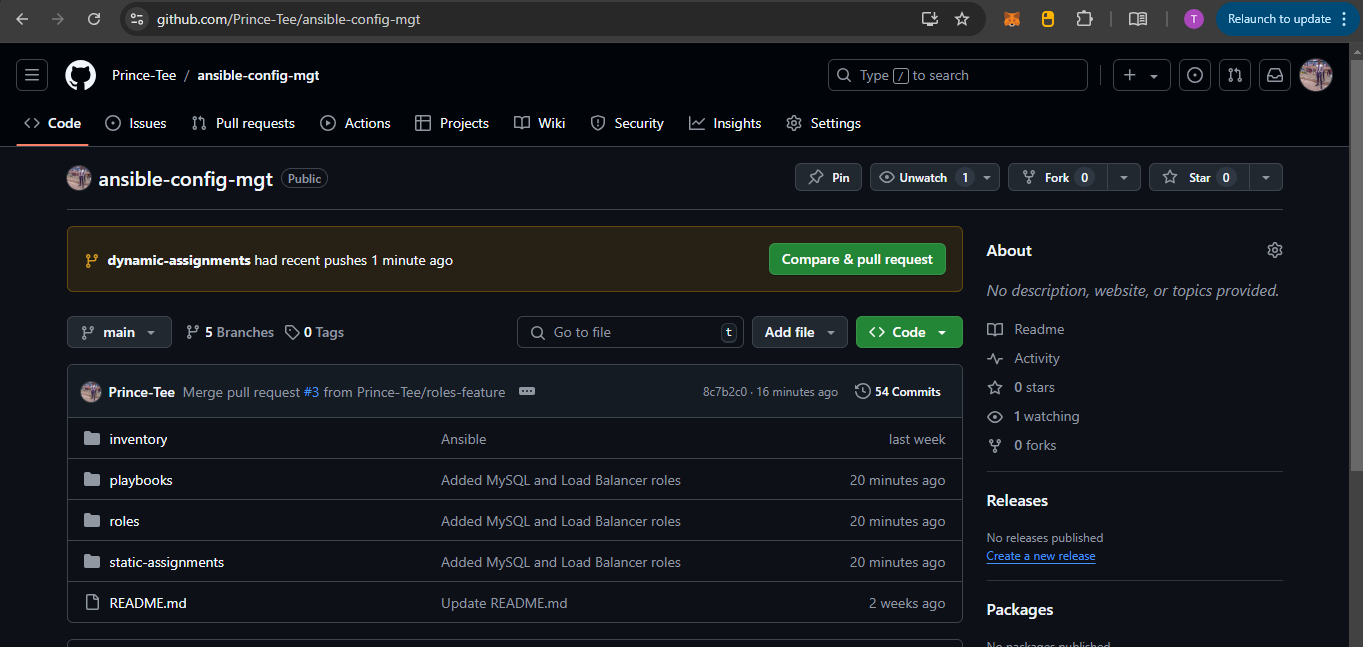 github.com/Prince-Tee/ansible-config-mgt
T
Relaunch to update
Prince-Tee / ansible-config-mgt
Type / to search
Code Issues Pull requests Actions Projects Wiki Security Insights Settings
ansible-config-mgt Public
Pin Unwatch 1 Fork 0 Star 0
dynamic-assignments had recent pushes 1 minute ago
Compare & pull request
main 5 Branches 0 Tags Go to file t Add file <> Code
Prince-Tee Merge pull request #3 from Prince-Tee/roles-feature 8c7b2c0 · 16 minutes ago 54 Commits
inventory Ansible last week
playbooks Added MySQL and Load Balancer roles 20 minutes ago
roles Added MySQL and Load Balancer roles 20 minutes ago
static-assignments Added MySQL and Load Balancer roles 20 minutes ago
README.md Update README.md 2 weeks ago
About
No description, website, or topics provided.
Readme
Activity
0 stars
1 watching
0 forks
Releases
No releases published
Create a new release
Packages
No packages published